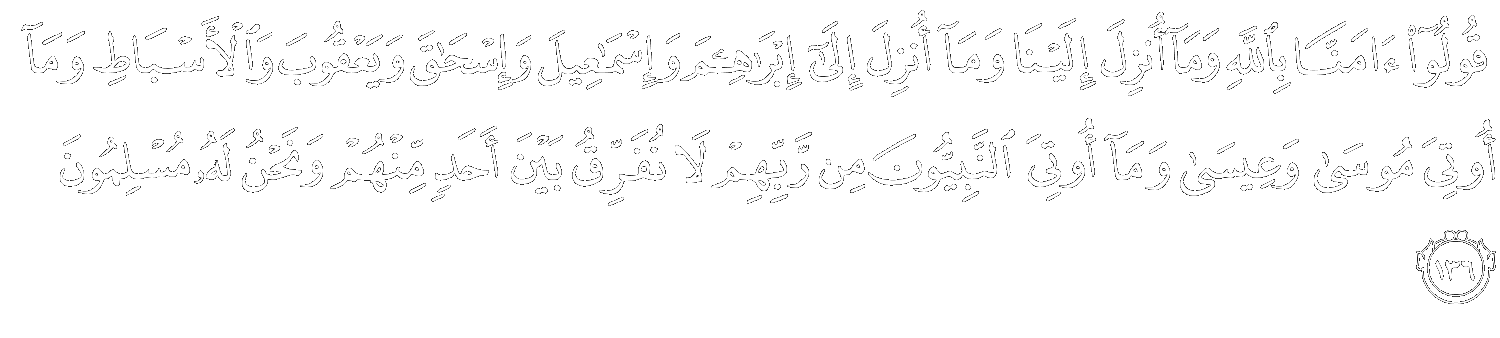 قُولُوٓا۟ ءَامَنَّا بِٱللَّهِ وَمَآ أُنزِلَ إِلَيْنَا وَمَآ أُنزِلَ إِلَىٰٓ إِبْرَٰهِـۧمَ وَإِسْمَـٰعِيلَ وَإِسْحَـٰقَ وَيَعْقُوبَ وَٱلْأَسْبَاطِ وَمَآ
أُوتِىَ مُوسَىٰ وَعِيسَىٰ وَمَآ أُوتِىَ ٱلنَّبِيُّونَ مِن رَّبِّهِمْ لَا نُفَرِّقُ بَيْنَ أَحَدٍ مِّنْهُمْ وَنَحْنُ لَهُۥ مُسْلِمُونَ
١٣٦